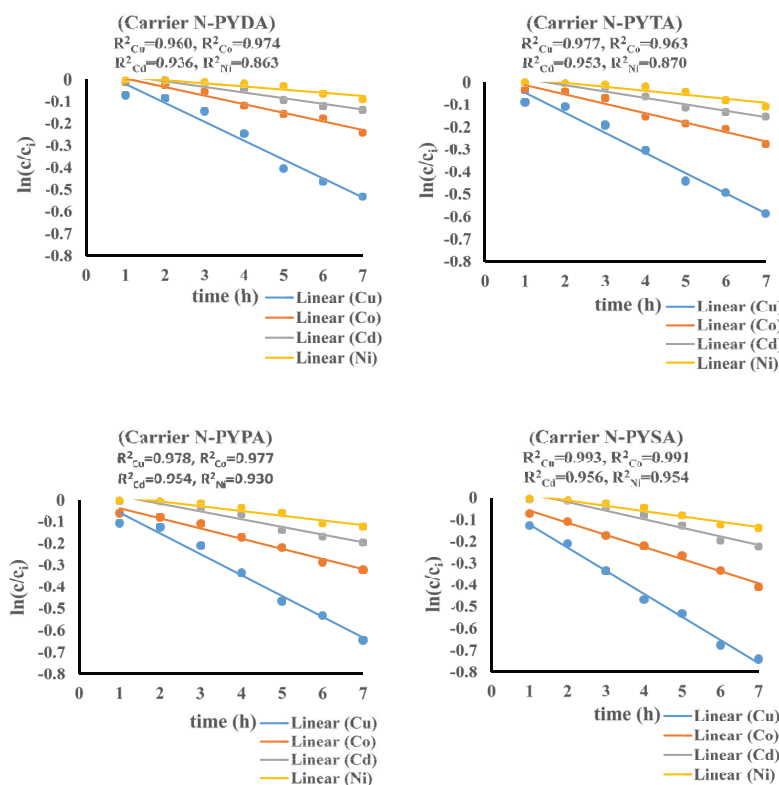 (Carrier N-PYDA)
R²Cu=0.960, R²Co=0.974
R²Cd=0.936, R²Ni=0.863
0
-0.1
-0.2
-0.3
-0.4
-0.5
-0.6
-0.7
-0.8
ln(c/ci)
0 1 2 3 4 5 6 7
time (h)
Linear (Cu)
Linear (Co)
Linear (Cd)
Linear (Ni)
(Carrier N-PYTA)
R²Cu=0.977, R²Co=0.963
R²Cd=0.953, R²Ni=0.870
0
-0.1
-0.2
-0.3
-0.4
-0.5
-0.6
-0.7
-0.8
ln(c/ci)
0 1 2 3 4 5 6 7
time (h)
Linear (Cu)
Linear (Co)
Linear (Cd)
Linear (Ni)
(Carrier N-PYPA)
R²Cu=0.978, R²Co=0.977
R²Cd=0.954, R²Ni=0.930
0
-0.1
-0.2
-0.3
-0.4
-0.5
-0.6
-0.7
-0.8
ln(c/ci)
0 1 2 3 4 5 6 7
time (h)
Linear (Cu)
Linear (Co)
Linear (Cd)
Linear (Ni)
(Carrier N-PYSA)
R²Cu=0.993, R²Co=0.991
R²Cd=0.956, R²Ni=0.954
0
-0.1
-0.2
-0.3
-0.4
-0.5
-0.6
-0.7
-0.8
ln(c/ci)
0 1 2 3 4 5 6 7
time (h)
Linear (Cu)
Linear (Co)
Linear (Cd)
Linear (Ni)